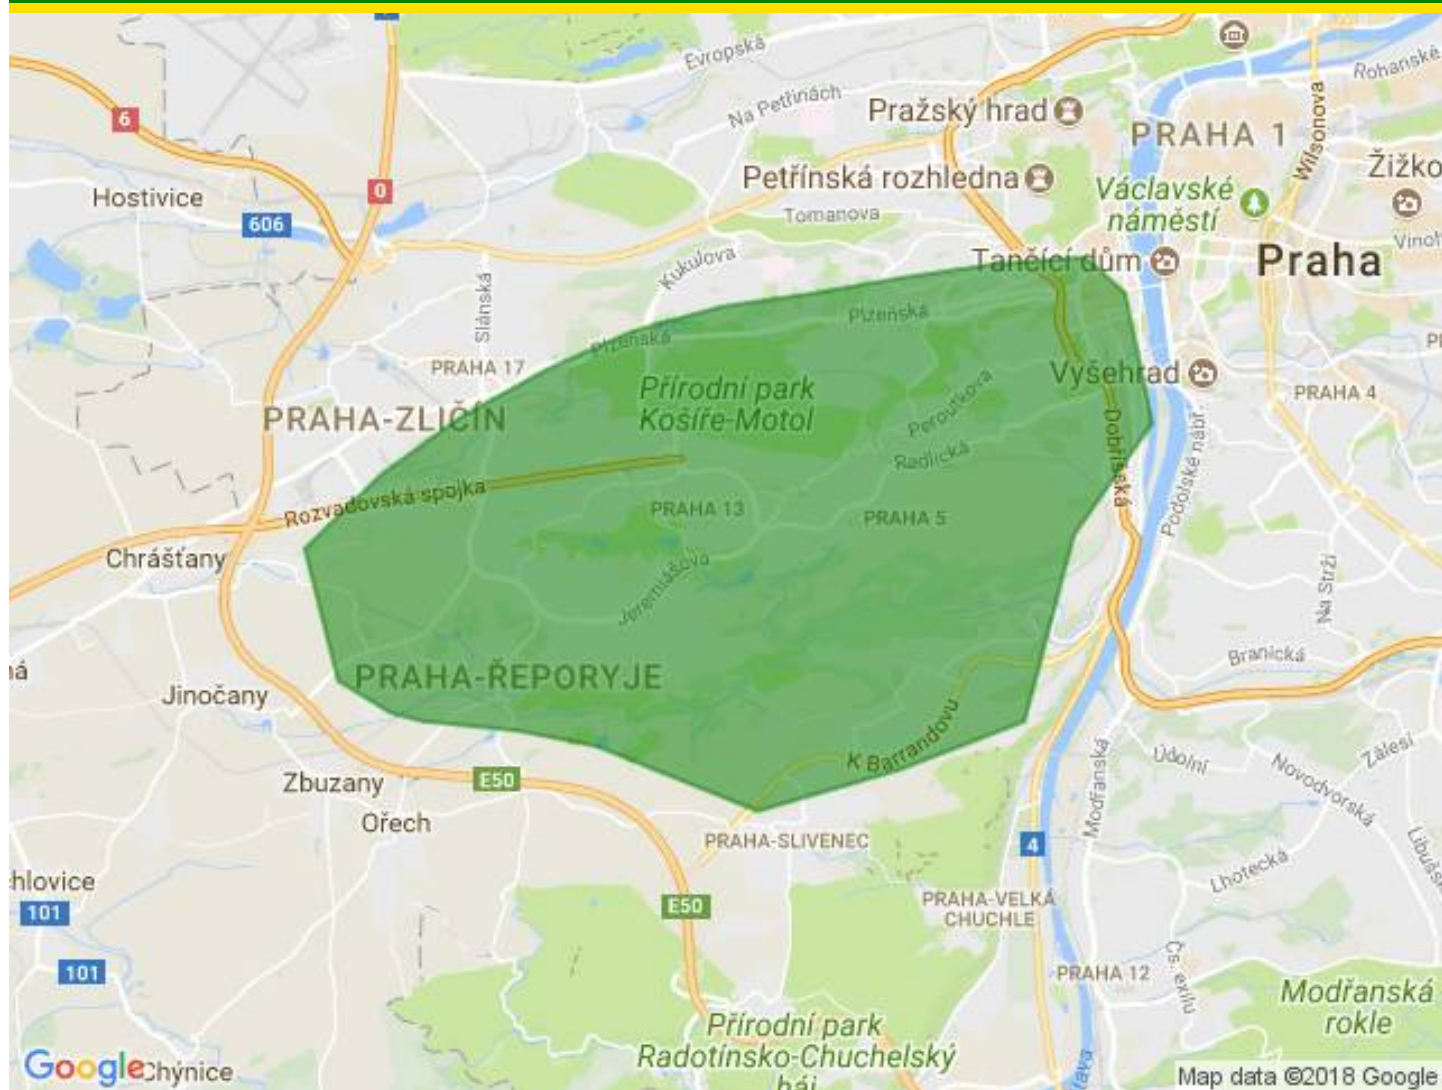 Evropská
Rohanské
Na Petřinách
Pražský hrad
PRAHA 1
Wilsonova
6
0
Hostivice
Petřínská rozhledna
Žižko
Václavské
náměstí
606
Tomanova
Vinoh
Kukulova
Tančící dům
Praha
Slánská
Plzeňská
Plzeňská
PRAHA 17
Vyšehrad
PRAHA 4
Přírodní park
Košíře-Motol
Peroutkova
PRAHA-ZLIČÍN
Dobříšská
Podolské nábř.
Radlická
Rozvadovská spojka
PRAHA 13
PRAHA 5
Chrášťany
Jeremiášova
Na Strži
Branická
ná
PRAHA-ŘEPORYJE
Jinočany
K Barrandovu
Údolní
Zálesí
Zbuzany
E50
Modřanská
Novodvorská
Ořech
PRAHA-SLIVENEC
4
Libušsk
Lhotecká
hlovice
101
E50
PRAHA-VELKÁ
CHUCHLE
101
PRAHA 12
Čs. exilu
Modřanská
rokle
Přírodní park
Radotínsko-Chuchelský
háj
Google
Chýnice
tava
Map data ©2018 Google